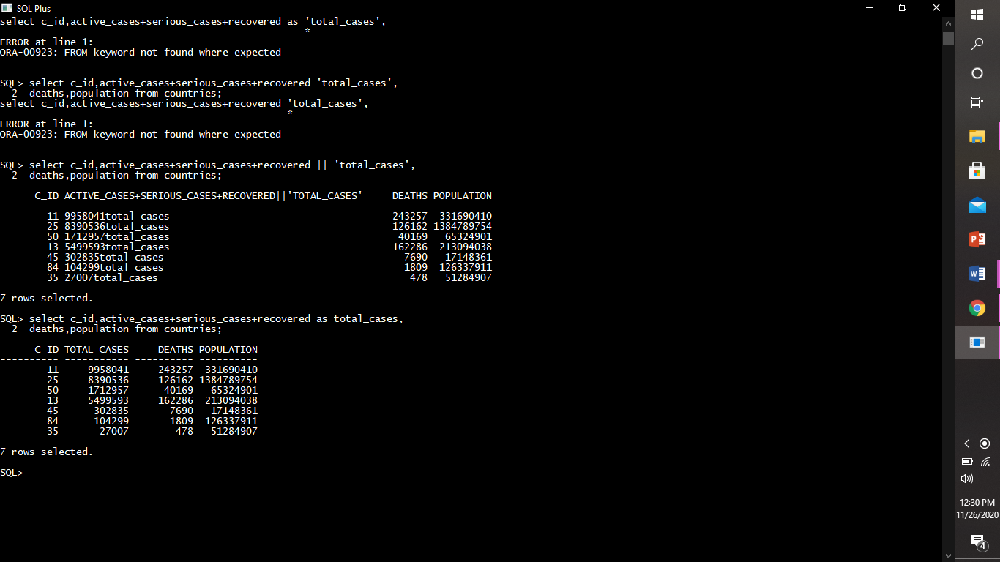 SQL Plus
select c_id,active_cases+serious_cases+recovered as 'total_cases',
*
ERROR at line 1:
ORA-00923: FROM keyword not found where expected
SQL> select c_id,active_cases+serious_cases+recovered 'total_cases',
2  deaths,population from countries;
select c_id,active_cases+serious_cases+recovered 'total_cases',
*
ERROR at line 1:
ORA-00923: FROM keyword not found where expected
SQL> select c_id,active_cases+serious_cases+recovered || 'total_cases',
2  deaths,population from countries;
C_ID ACTIVE_CASES+SERIOUS_CASES+RECOVERED||'TOTAL_CASES'     DEATHS POPULATION
---------- --------------------------------------------------- ---------- ----------
11 9958041total_cases                                      243257  331690410
25 8390536total_cases                                      126162 1384789754
50 1712957total_cases                                       40169   65324901
13 5499593total_cases                                      162286  213094038
45 302835total_cases                                         7690   17148361
84 104299total_cases                                         1809  126337911
35 27007total_cases                                           478   51284907
7 rows selected.
SQL> select c_id,active_cases+serious_cases+recovered as total_cases,
2  deaths,population from countries;
C_ID TOTAL_CASES     DEATHS POPULATION
---------- ----------- ---------- ----------
11     9958041     243257  331690410
25     8390536     126162 1384789754
50     1712957      40169   65324901
13     5499593     162286  213094038
45      302835       7690   17148361
84      104299       1809  126337911
35       27007        478   51284907
7 rows selected.
SQL>
12:30 PM
11/26/2020
4